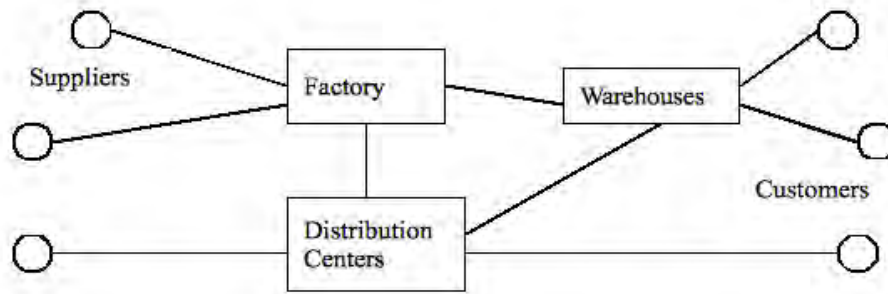 Suppliers
Factory
Warehouses
Customers
Distribution
Centers